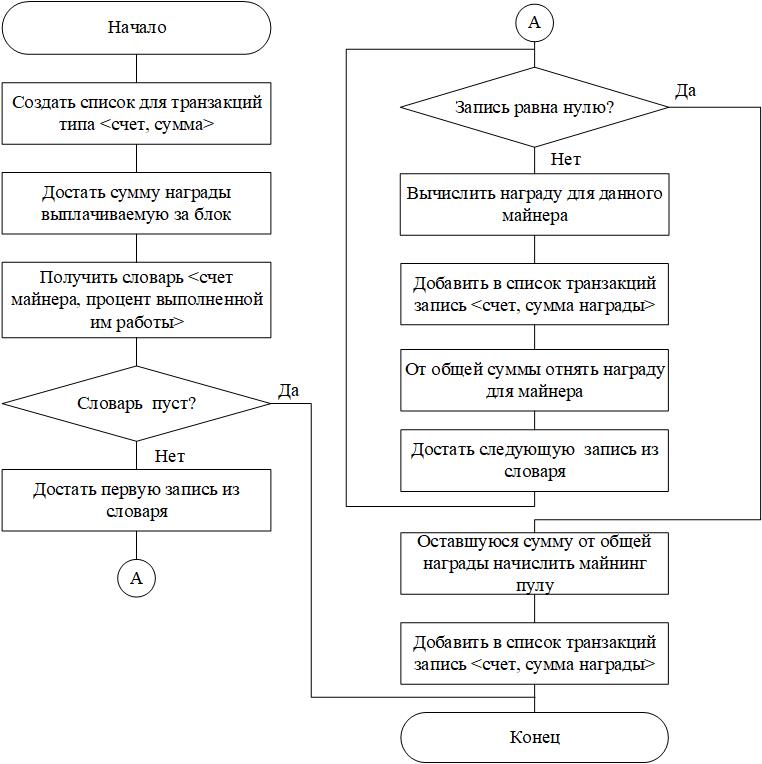 Начало
Создать список для транзакций
типа <счет, сумма>
Достать сумму награды
выплачиваемую за блок
Получить словарь <счет
майнера, процент выполненной
им работы>
Словарь пуст?
Да
Нет
Достать первую запись из
словаря
А
А
Запись равна нулю?
Да
Нет
Вычислить награду для данного
майнера
Добавить в список транзакций
запись <счет, сумма награды>
От общей суммы отнять награду
для майнера
Достать следующую запись из
словаря
Оставшуюся сумму от общей
награды начислить майнинг
пулу
Добавить в список транзакций
запись <счет, сумма награды>
Конец